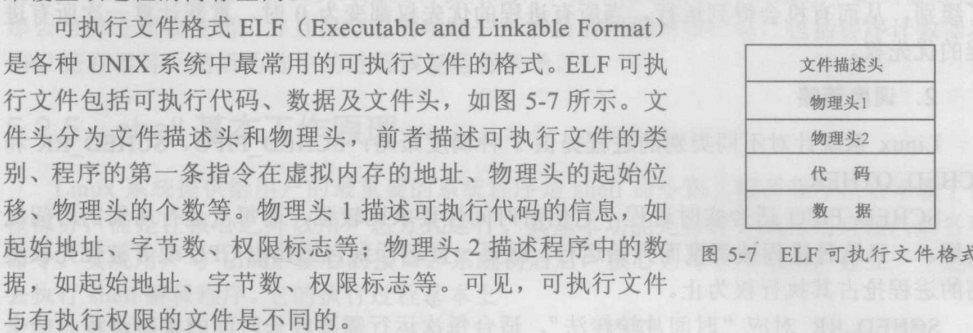 可执行文件格式 ELF（Executable and Linkable Format）
是各种 UNIX 系统中最常用的可执行文件的格式。ELF 可执
行文件包括可执行代码、数据及文件头，如图 5-7 所示。文
件头分为文件描述头和物理头，前者描述可执行文件的类
别、程序的第一条指令在虚拟内存的地址、物理头的起始位
移、物理头的个数等。物理头 1 描述可执行代码的信息，如
起始地址、字节数、权限标志等；物理头 2 描述程序中的数
据，如起始地址、字节数、权限标志等。可见，可执行文件
与有执行权限的文件是不同的。
文件描述头
物理头1
物理头2
代 码
数 据
图 5-7 ELF 可执行文件格式